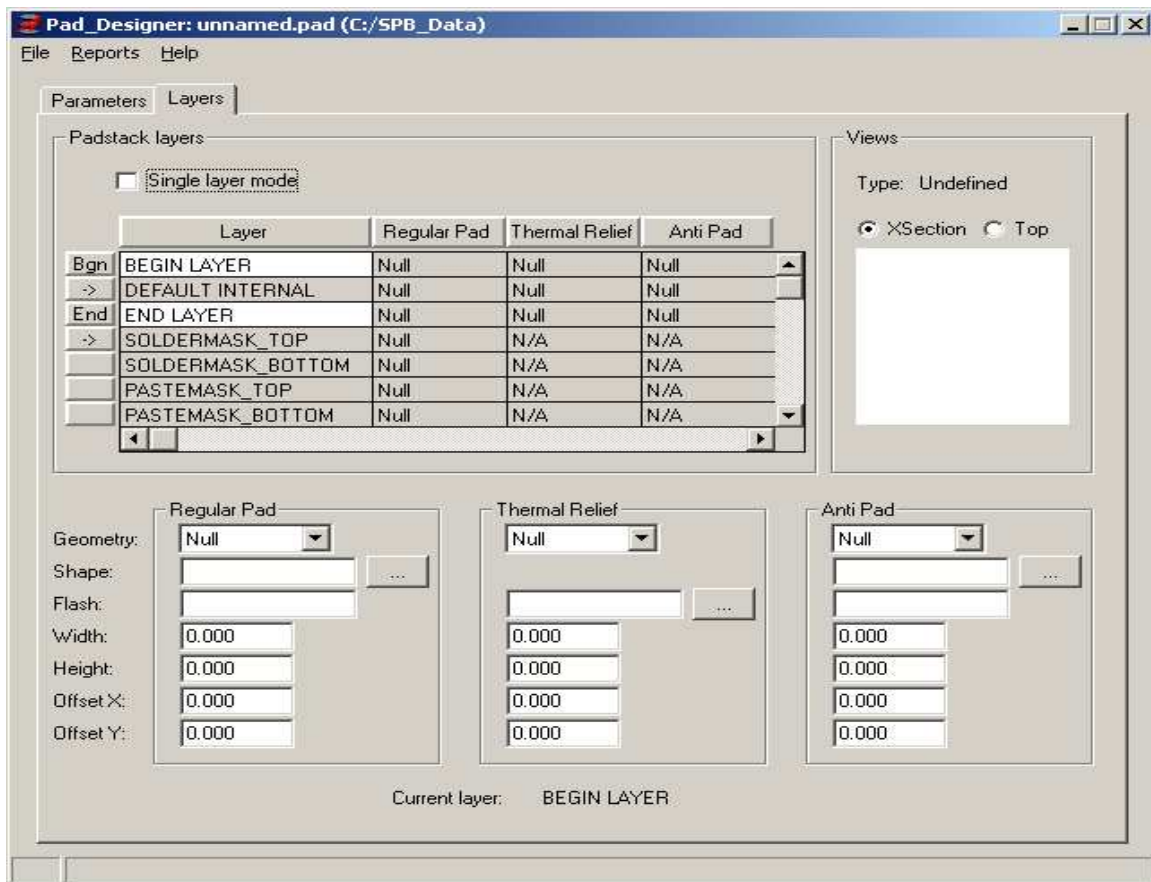 Pad_Designer: unnamed.pad (C:/SPB_Data)
File Reports Help
Parameters Layers
Padstack layers
Single layer mode
Layer Regular Pad Thermal Relief Anti Pad
Bgn BEGIN LAYER Null Null Null
-> DEFAULT INTERNAL Null Null Null
End END LAYER Null Null Null
-> SOLDERMASK_TOP Null N/A N/A
SOLDERMASK_BOTTOM Null N/A N/A
PASTEMASK_TOP Null N/A N/A
PASTEMASK_BOTTOM Null N/A N/A
Views
Type: Undefined
XSection Top
Regular Pad Thermal Relief Anti Pad
Geometry: Null Null Null
Shape: ... ...
Flash: ...
Width: 0.000 0.000 0.000
Height: 0.000 0.000 0.000
Offset X: 0.000 0.000 0.000
Offset Y: 0.000 0.000 0.000
Current layer: BEGIN LAYER